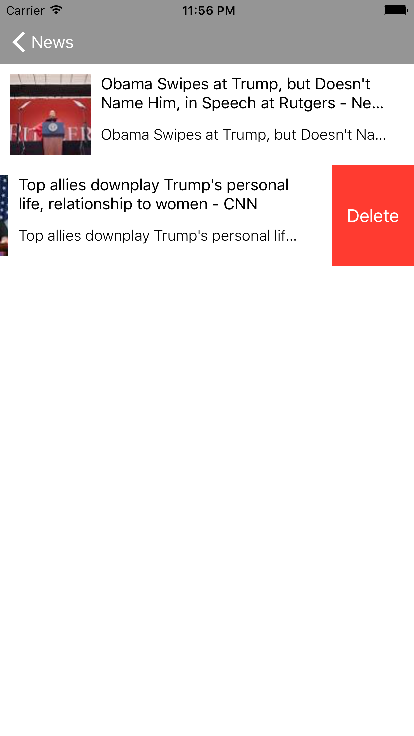 Carrier 11:56 PM
News
Obama Swipes at Trump, but Doesn't
Name Him, in Speech at Rutgers - Ne...
Obama Swipes at Trump, but Doesn't Na...
Top allies downplay Trump's personal
life, relationship to women - CNN
Top allies downplay Trump's personal lif...
Delete